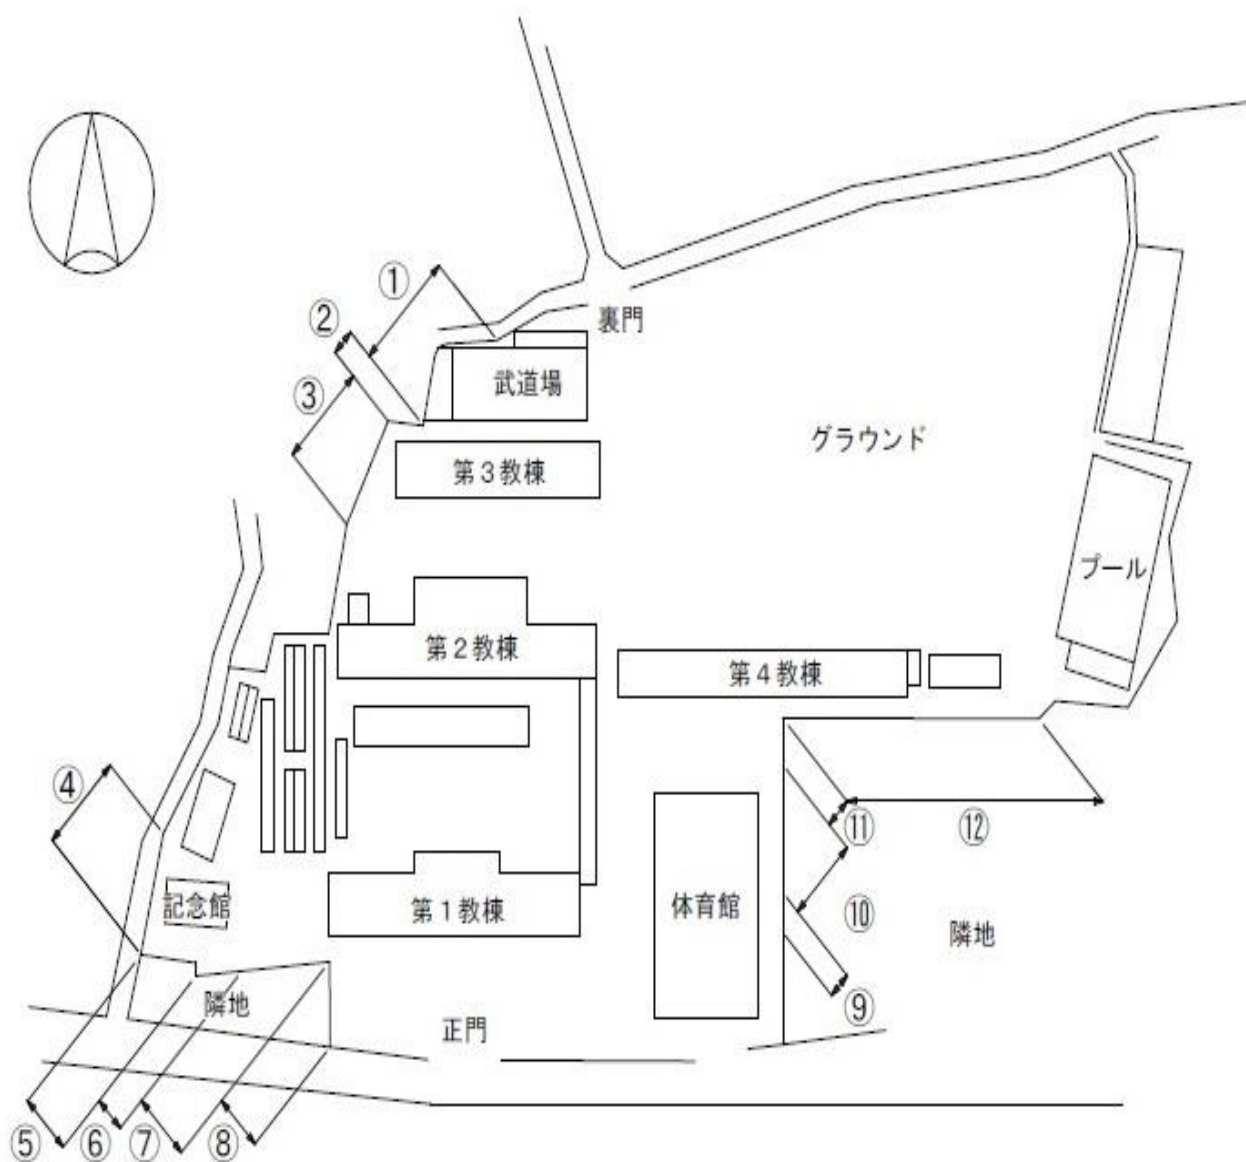 ①
②
裏門
③
武道場
グラウンド
第3教棟
プール
第2教棟
第4教棟
④
⑪
⑫
記念館
第1教棟
体育館
⑩
隣地
隣地
⑨
正門
⑤
⑥
⑦
⑧